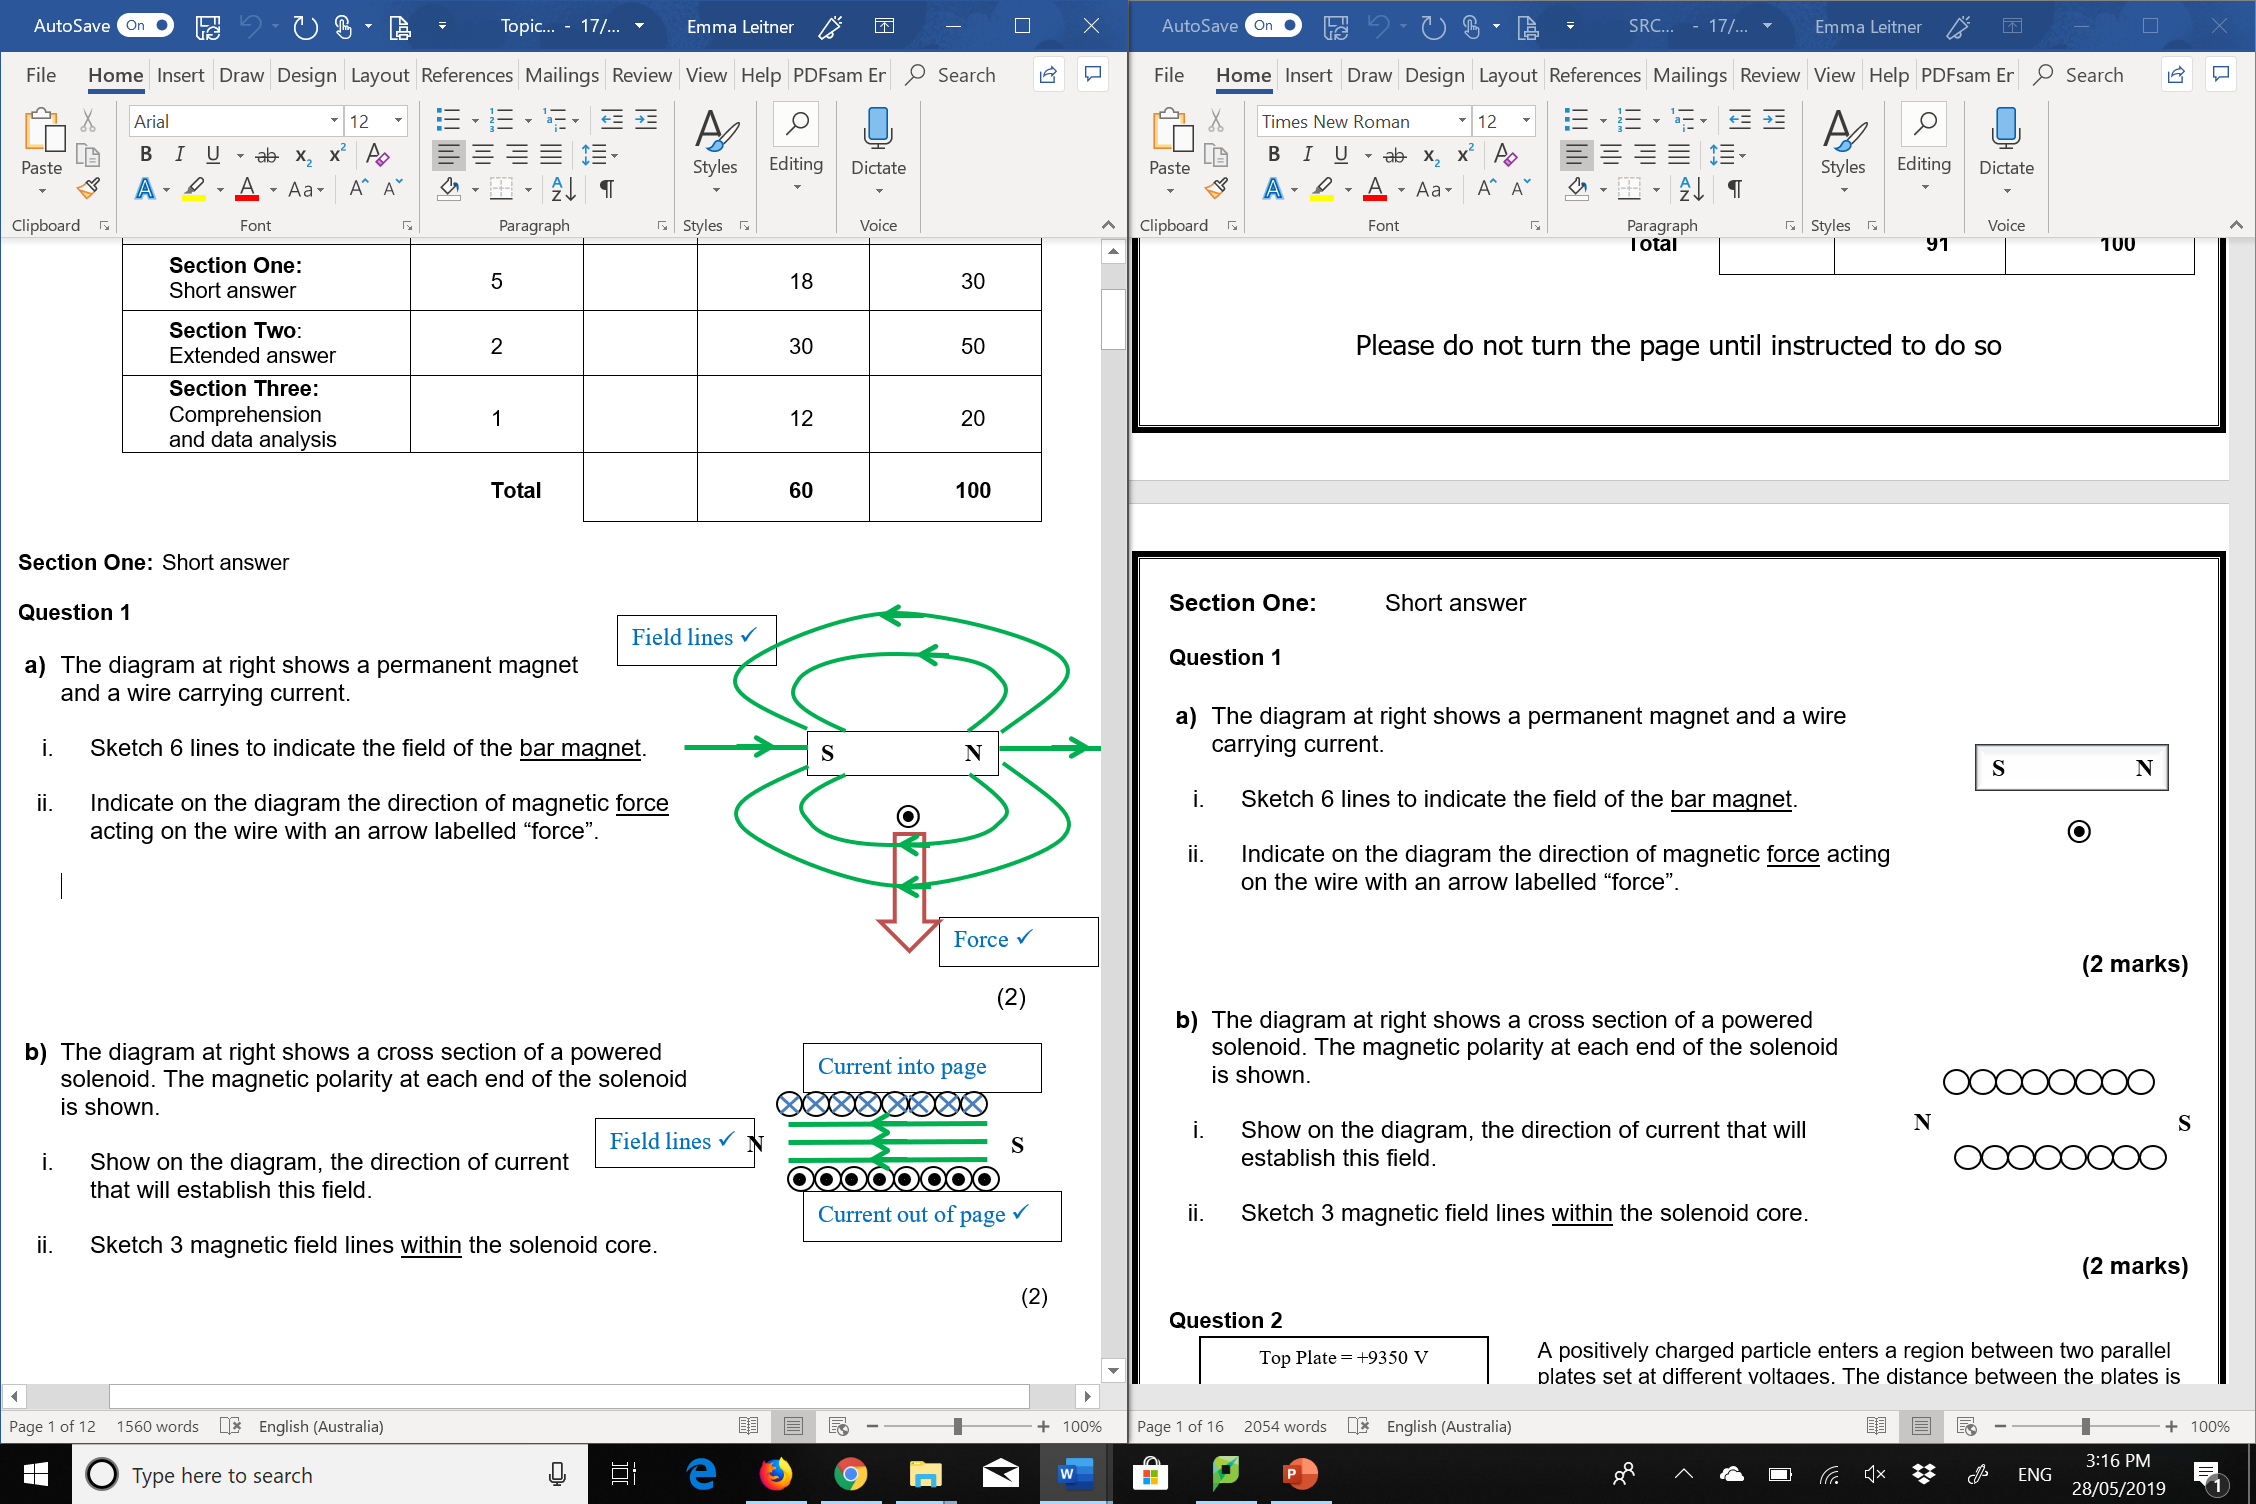 AutoSave On Topic... - 17/... Emma Leitner
File Home Insert Draw Design Layout References Mailings Review View Help PDFsam Er Search
Arial 12
Paste B I U ab x2 x2 Styles Editing Dictate
A A Aa A A
Clipboard Font Paragraph Styles Voice
Section One:
Short answer 5 18 30
Section Two:
Extended answer 2 30 50
Section Three:
Comprehension
and data analysis 1 12 20
Total 60 100
Section One: Short answer
Question 1
Field lines ✓
a) The diagram at right shows a permanent magnet
and a wire carrying current.
i. Sketch 6 lines to indicate the field of the bar magnet.
S N
ii. Indicate on the diagram the direction of magnetic force
acting on the wire with an arrow labelled “force”.
Force ✓
(2)
b) The diagram at right shows a cross section of a powered
solenoid. The magnetic polarity at each end of the solenoid
is shown.
Current into page
Field lines ✓ N S
i. Show on the diagram, the direction of current
that will establish this field.
Current out of page ✓
ii. Sketch 3 magnetic field lines within the solenoid core.
(2)
Page 1 of 12 1560 words English (Australia) 100%
AutoSave On SRC... - 17/... Emma Leitner
File Home Insert Draw Design Layout References Mailings Review View Help PDFsam Er Search
Times New Roman 12
Paste B I U ab x2 x2 Styles Editing Dictate
A A Aa A A
Clipboard Font Paragraph Styles Voice
Total 91 100
Please do not turn the page until instructed to do so
Section One: Short answer
Question 1
a) The diagram at right shows a permanent magnet and a wire
carrying current.
S N
i. Sketch 6 lines to indicate the field of the bar magnet.
ii. Indicate on the diagram the direction of magnetic force acting
on the wire with an arrow labelled “force”.
(2 marks)
b) The diagram at right shows a cross section of a powered
solenoid. The magnetic polarity at each end of the solenoid
is shown.
N S
i. Show on the diagram, the direction of current that will
establish this field.
ii. Sketch 3 magnetic field lines within the solenoid core.
(2 marks)
Question 2
Top Plate = +9350 V
A positively charged particle enters a region between two parallel
plates set at different voltages. The distance between the plates is
Page 1 of 16 2054 words English (Australia) 100%
Type here to search
ENG 3:16 PM
28/05/2019 1